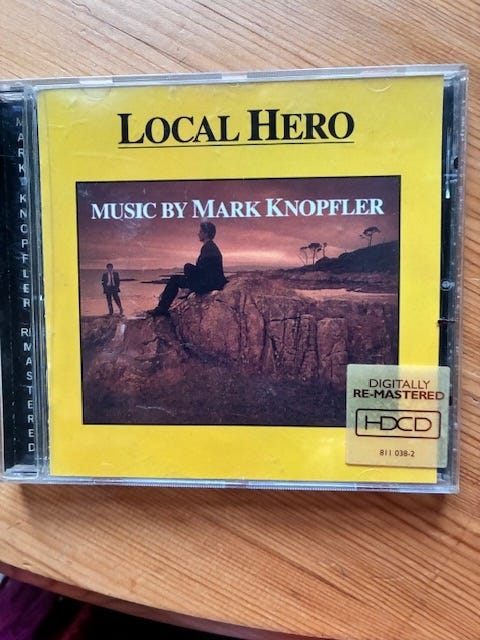 LOCAL HERO
MUSIC BY MARK KNOPFLER
DIGITALLY
RE-MASTERED
HDCD
811 038-2
MARK KNOPFLER REMASTERED